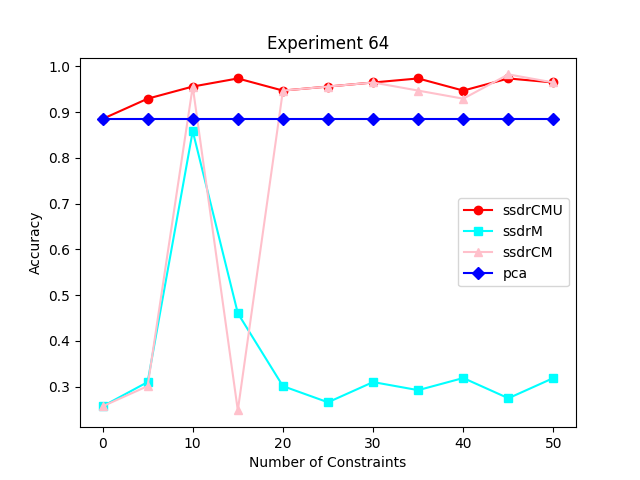 Experiment 64
Accuracy
1.0
0.9
0.8
0.7
0.6
0.5
0.4
0.3
ssdrCMU
ssdrM
ssdrCM
pca
0 10 20 30 40 50
Number of Constraints